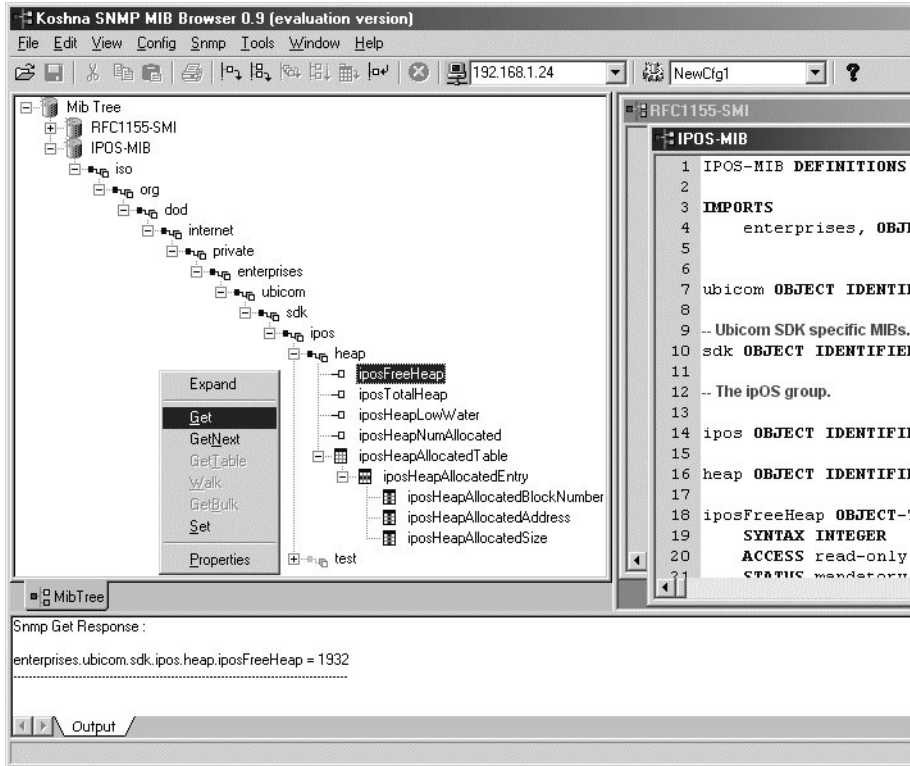 Koshna SNMP MIB Browser 0.9 (evaluation version)
File Edit View Config Snmp Tools Window Help
192.168.1.24 NewCfg1 ?
Mib Tree
RFC1155-SMI
IPOS-MIB
iso
org
dod
internet
private
enterprises
ubicom
sdk
ipos
heap
iposFreeHeap
iposTotalHeap
iposHeapLowWater
iposHeapNumAllocated
iposHeapAllocatedTable
iposHeapAllocatedEntry
iposHeapAllocatedBlockNumber
iposHeapAllocatedAddress
iposHeapAllocatedSize
test
Expand
Get
GetNext
GetTable
Walk
GetBulk
Set
Properties
MibTree
RFC1155-SMI
IPOS-MIB
1 IPOS-MIB DEFINITIONS
2
3 IMPORTS
4 enterprises, OBJE
5
6
7 ubicom OBJECT IDENTI
8
9 -- Ubicom SDK specific MIBs.
10 sdk OBJECT IDENTIFIE
11
12 -- The ipOS group.
13
14 ipos OBJECT IDENTIFI
15
16 heap OBJECT IDENTIFI
17
18 iposFreeHeap OBJECT-T
19 SYNTAX INTEGER
20 ACCESS read-only
21 STATUS mandatory
Snmp Get Response :
enterprises.ubicom.sdk.ipos.heap.iposFreeHeap = 1932
--------------------------------------------------------------------------------
Output